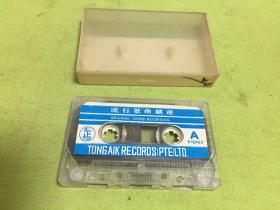 流行歌曲精選
ORIGINAL SOUND RECORDING
A
STEREO
TONG AIK RECORDS (PTE) LTD.